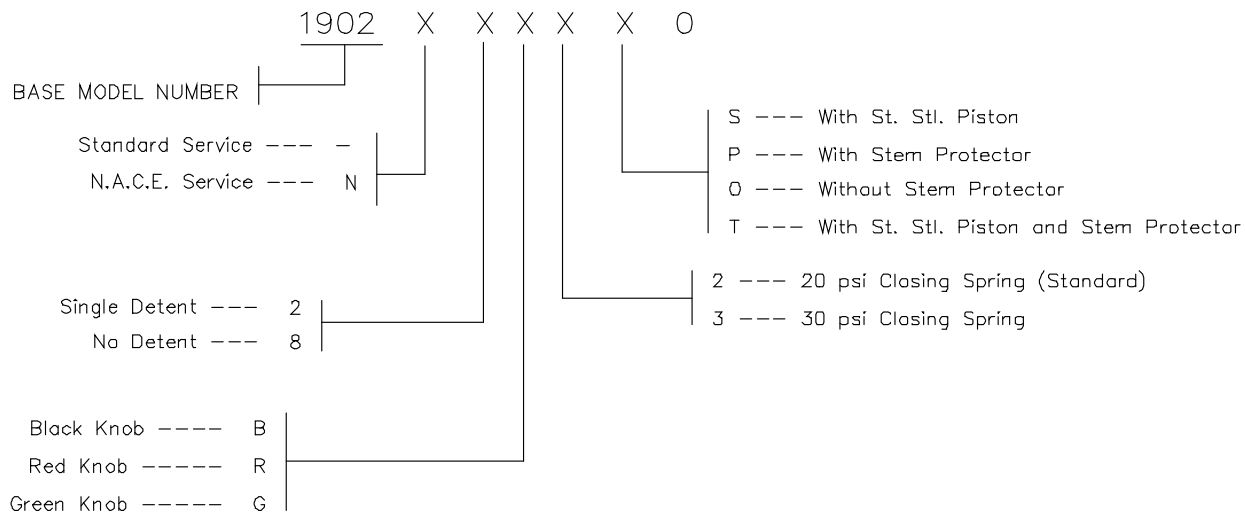 1902 X X X X X 0
BASE MODEL NUMBER
Standard Service --- -
N.A.C.E. Service --- N
Single Detent --- 2
No Detent --- 8
Black Knob ---- B
Red Knob ----- R
Green Knob ----- G
S --- With St. Stl. Piston
P --- With Stem Protector
0 --- Without Stem Protector
T --- With St. Stl. Piston and Stem Protector
2 --- 20 psi Closing Spring (Standard)
3 --- 30 psi Closing Spring